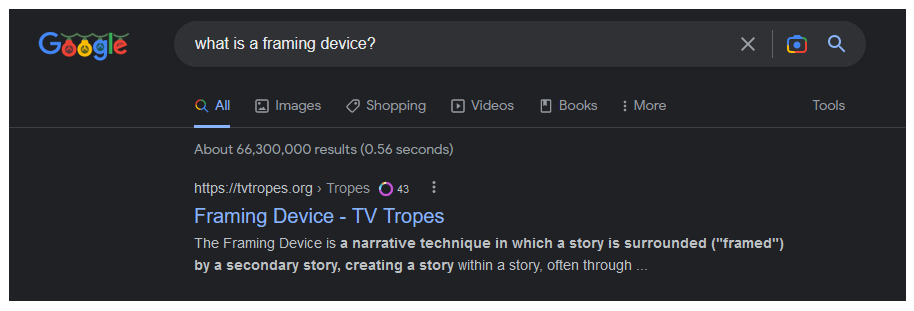 Google
what is a framing device?
All Images Shopping Videos Books More Tools
About 66,300,000 results (0.56 seconds)
https://tvtropes.org › Tropes 43
Framing Device - TV Tropes
The Framing Device is a narrative technique in which a story is surrounded ("framed")
by a secondary story, creating a story within a story, often through ...